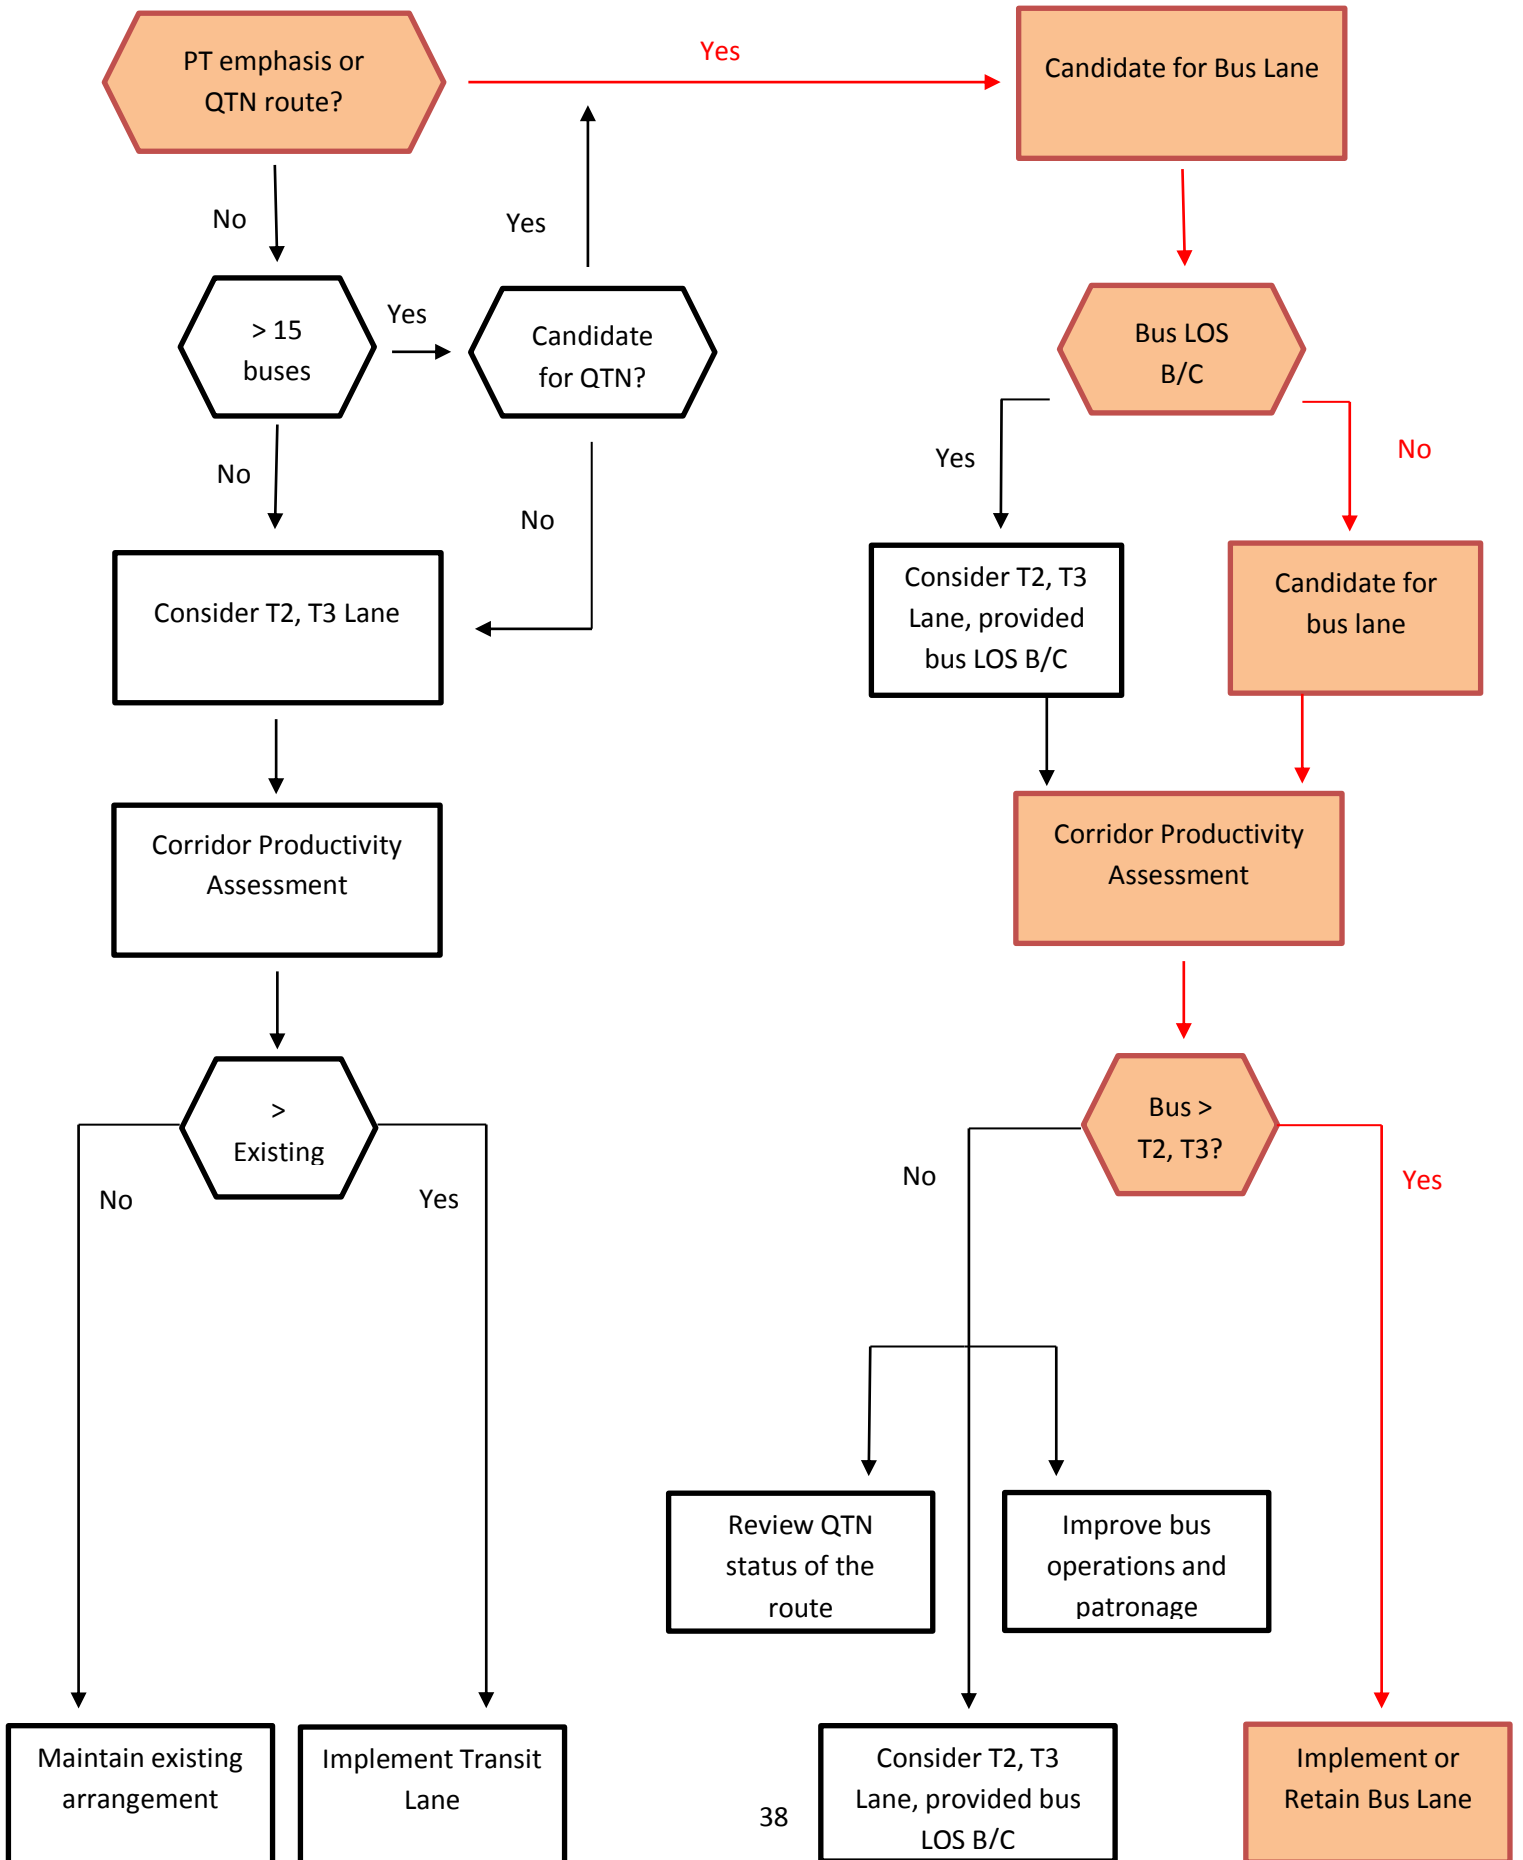 PT emphasis or
QTN route?
Yes
Candidate for Bus Lane
No
Yes
> 15
buses
Yes
Candidate
for QTN?
Bus LOS
B/C
No
No
Yes
No
Consider T2, T3 Lane
Consider T2, T3
Lane, provided
bus LOS B/C
Candidate for
bus lane
Corridor Productivity
Assessment
Corridor Productivity
Assessment
>
Existing
Bus >
T2, T3?
No
Yes
No
Yes
Review QTN
status of the
route
Improve bus
operations and
patronage
Maintain existing
arrangement
Implement Transit
Lane
Consider T2, T3
Lane, provided bus
LOS B/C
Implement or
Retain Bus Lane
38